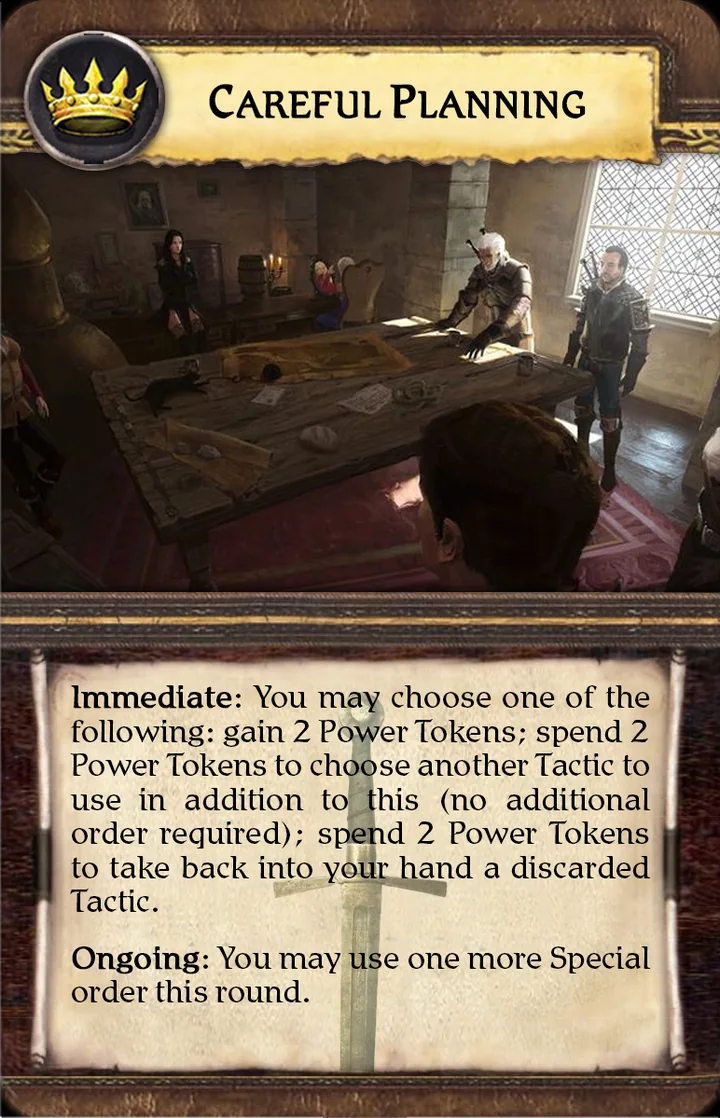 Careful Planning
Immediate: You may choose one of the
following: gain 2 Power Tokens; spend 2
Power Tokens to choose another Tactic to
use in addition to this (no additional
order required); spend 2 Power Tokens
to take back into your hand a discarded
Tactic.
Ongoing: You may use one more Special
order this round.